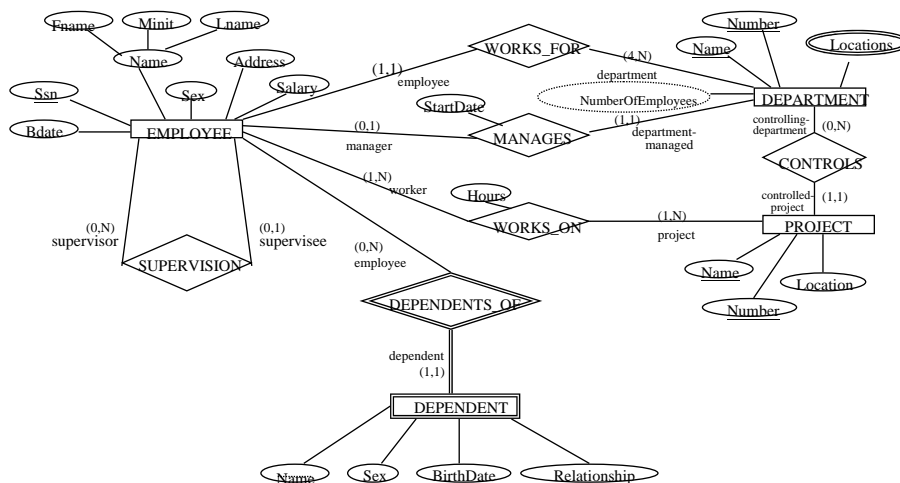 Fname
Minit
Lname
Number
Name
Locations
WORKS_FOR
Name
Address
(1,1)
employee
(4,N)
department
Ssn
Sex
Salary
StartDate
NumberOfEmployees
DEPARTMENT
Bdate
EMPLOYEE
(0,1)
manager
MANAGES
(1,1)
department-
managed
controlling-
department
(0,N)
CONTROLS
(1,N)
worker
Hours
controlled-
project
(1,1)
WORKS_ON
(1,N)
project
PROJECT
(0,N)
supervisor
(0,1)
supervisee
SUPERVISION
(0,N)
employee
Name
Location
Number
DEPENDENTS_OF
dependent
(1,1)
DEPENDENT
Name
Sex
BirthDate
Relationship